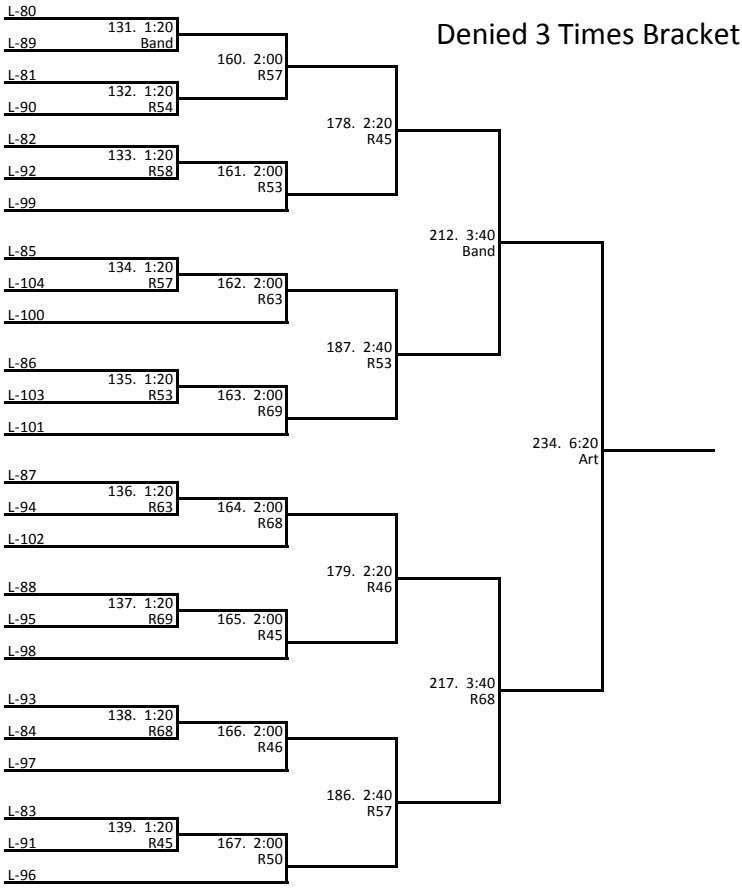 Denied 3 Times Bracket
L-80
131. 1:20
L-89
Band
160. 2:00
R57
L-81
132. 1:20
L-90
R54
178. 2:20
R45
L-82
133. 1:20
L-92
R58
161. 2:00
R53
L-99
212. 3:40
Band
L-85
134. 1:20
L-104
R57
162. 2:00
R63
L-100
187. 2:40
R53
L-86
135. 1:20
L-103
R53
163. 2:00
R69
L-101
234. 6:20
Art
L-87
136. 1:20
L-94
R63
164. 2:00
R68
L-102
179. 2:20
R46
L-88
137. 1:20
L-95
R69
165. 2:00
R45
L-98
217. 3:40
R68
L-93
138. 1:20
L-84
R68
166. 2:00
R46
L-97
186. 2:40
R57
L-83
139. 1:20
L-91
R45
167. 2:00
R50
L-96